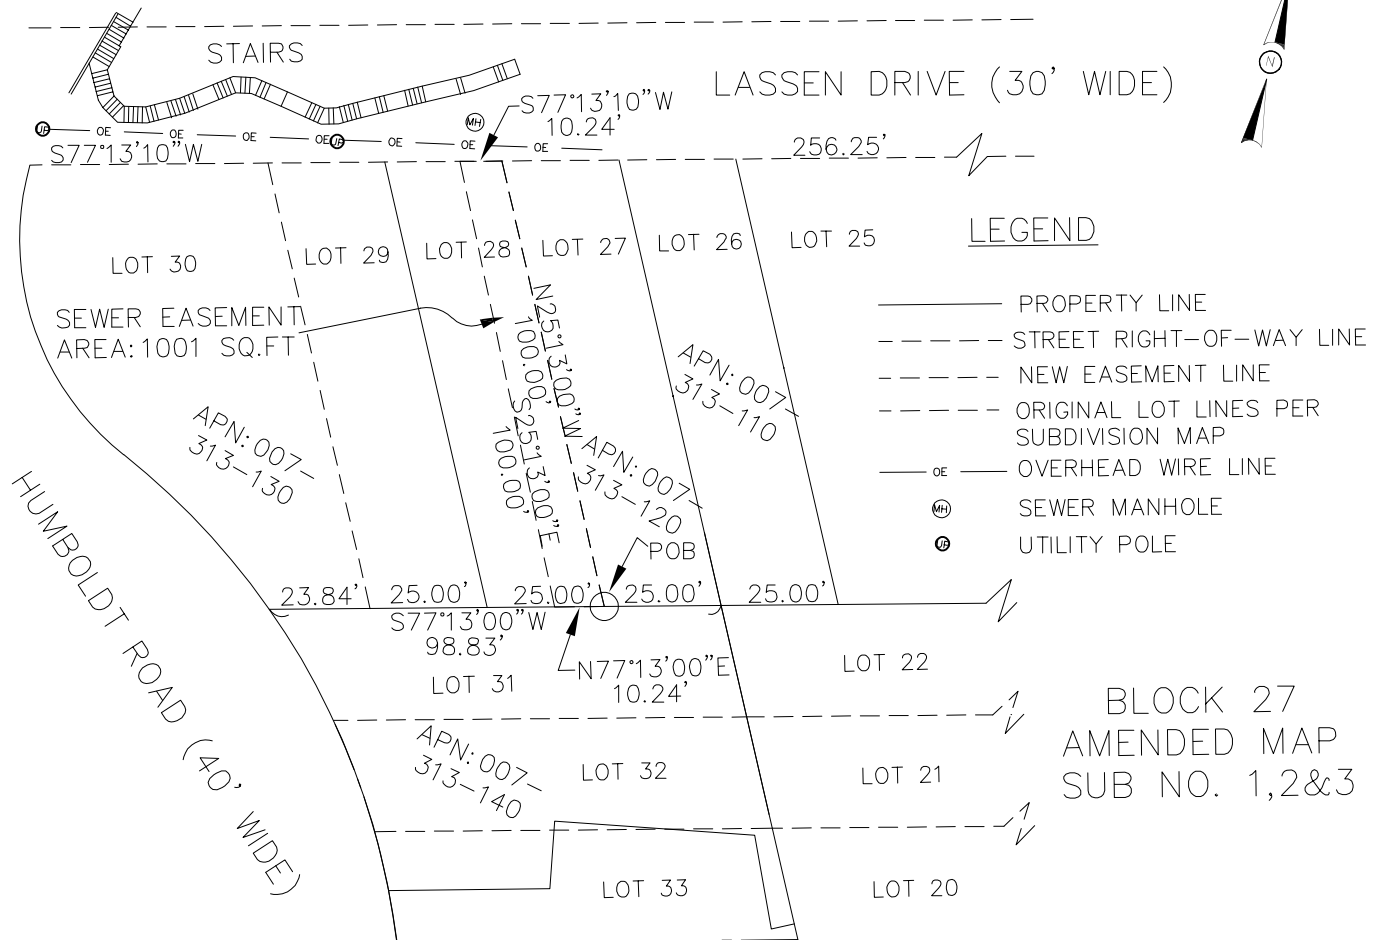 STAIRS
LASSEN DRIVE (30' WIDE)
N
S77°13'10"W
10.24'
MH
UP
OE
OE
OE
OE
UP
OE
OE
OE
S77°13'10"W
256.25'
LOT 30
LOT 29
LOT 28
LOT 27
LOT 26
LOT 25
SEWER EASEMENT
AREA: 1001 SQ.FT
N25°13'00"W
100.00'
S25°13'00"E
100.00'
APN: 007-
313-130
APN: 007-
313-120
APN: 007-
313-110
POB
23.84'
25.00'
25.00'
25.00'
25.00'
S77°13'00"W
98.83'
N77°13'00"E
10.24'
LOT 31
LOT 22
HUMBOLDT ROAD (40' WIDE)
APN: 007-
313-140
LOT 32
LOT 21
LOT 33
LOT 20
LEGEND
PROPERTY LINE
STREET RIGHT-OF-WAY LINE
NEW EASEMENT LINE
ORIGINAL LOT LINES PER
SUBDIVISION MAP
OE OVERHEAD WIRE LINE
MH SEWER MANHOLE
UP UTILITY POLE
BLOCK 27
AMENDED MAP
SUB NO. 1,2&3